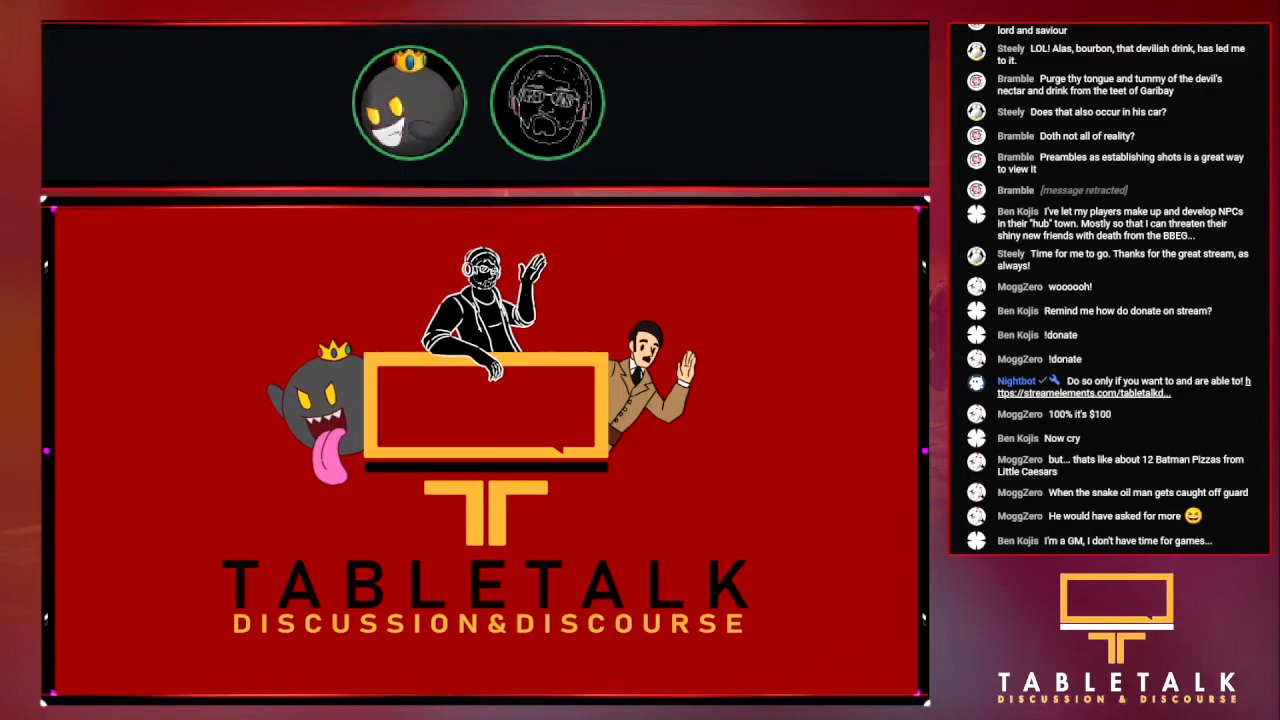 lord and saviour
Steely LOL! Alas, bourbon, that devilish drink, has led me
to it.
Bramble Purge thy tongue and tummy of the devil's
nectar and drink from the teet of Garibay
Steely Does that also occur in his car?
Bramble Doth not all of reality?
Bramble Preambles as establishing shots is a great way
to view it
Bramble [message retracted]
Ben Kojis I've let my players make up and develop NPCs
in their "hub" town. Mostly so that I can threaten their
shiny new friends with death from the BBEG...
Steely Time for me to go. Thanks for the great stream, as
always!
MoggZero woooooh!
Ben Kojis Remind me how do donate on stream?
Ben Kojis !donate
MoggZero !donate
Nightbot Do so only if you want to and are able to! h
ttps://streamelements.com/tabletalkd...
MoggZero 100% it's $100
Ben Kojis Now cry
MoggZero but... thats like about 12 Batman Pizzas from
Little Caesars
MoggZero When the snake oil man gets caught off guard
MoggZero He would have asked for more 😆
Ben Kojis I'm a GM, I don't have time for games...
TABLETALK
DISCUSSION&DISCOURSE
TABLETALK
DISCUSSION & DISCOURSE